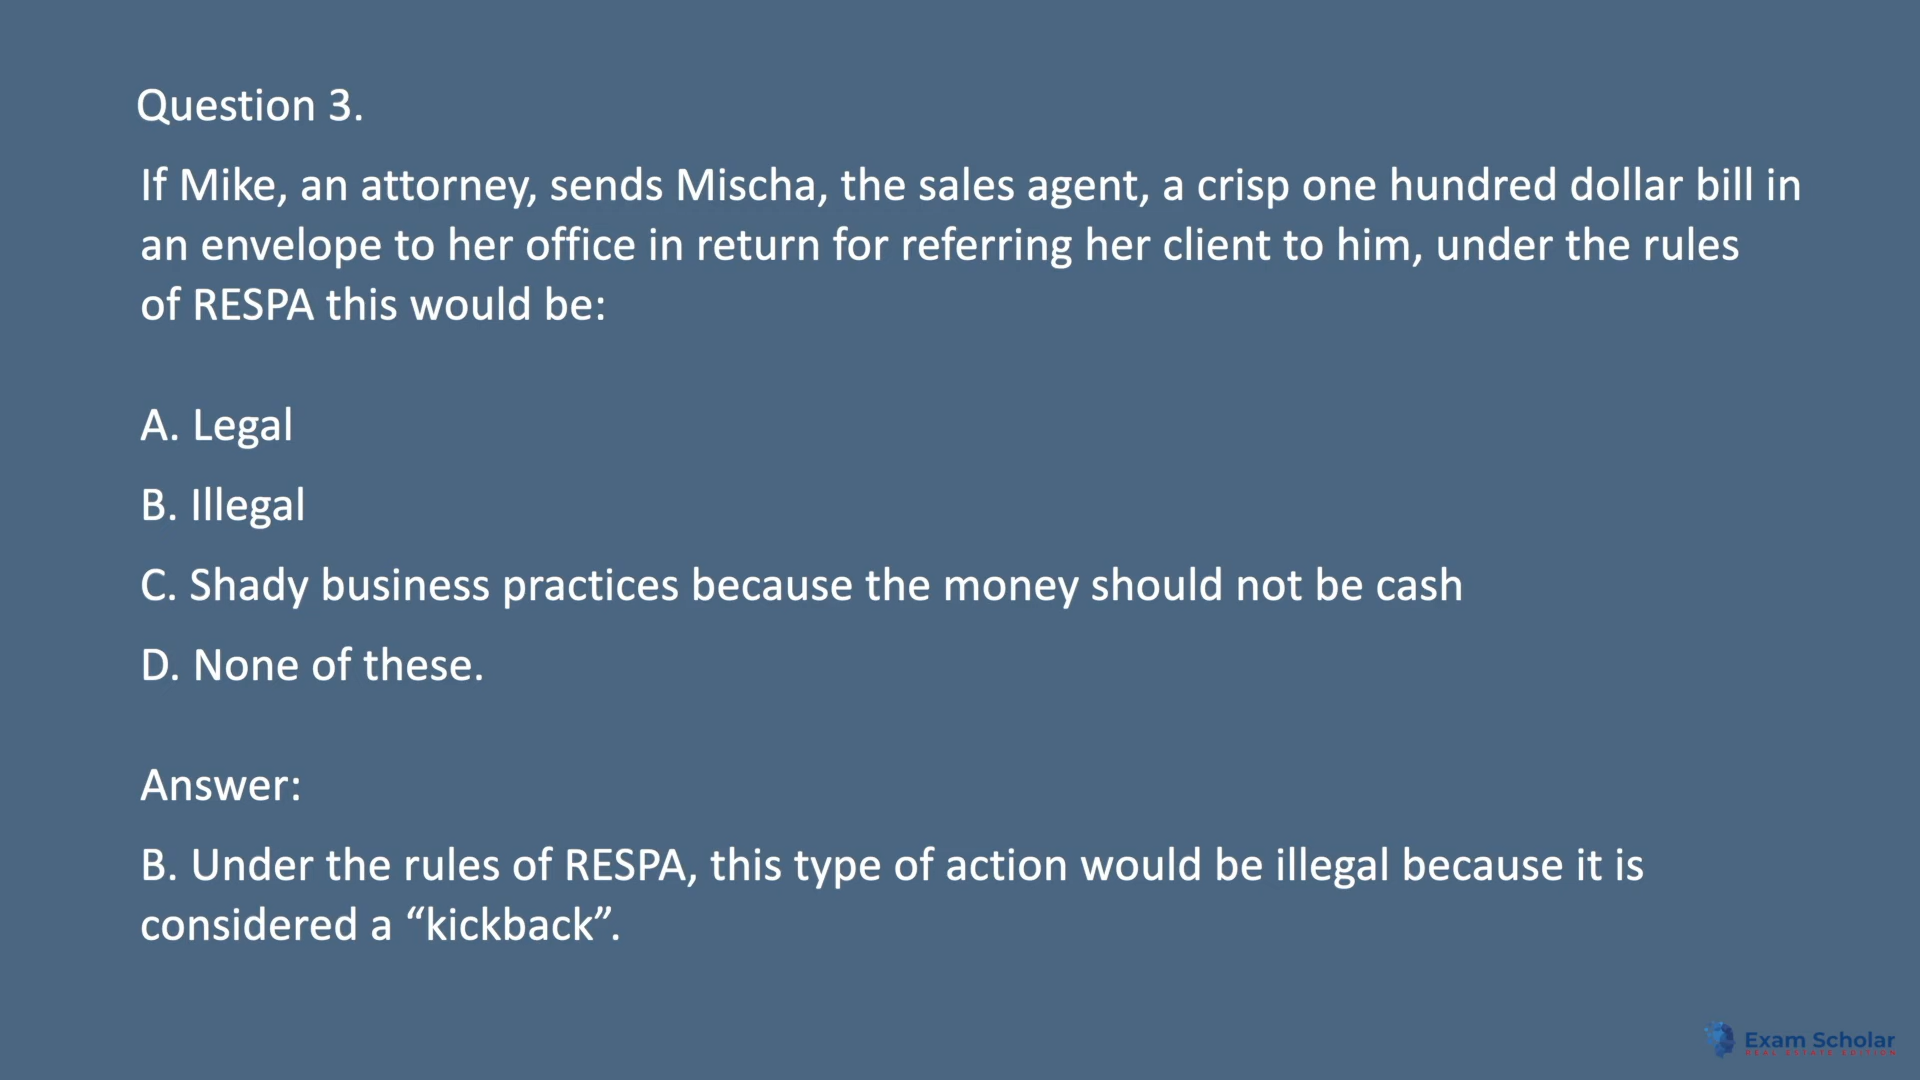 Question 3.
If Mike, an attorney, sends Mischa, the sales agent, a crisp one hundred dollar bill in
an envelope to her office in return for referring her client to him, under the rules
of RESPA this would be:
A. Legal
B. Illegal
C. Shady business practices because the money should not be cash
D. None of these.
Answer:
B. Under the rules of RESPA, this type of action would be illegal because it is
considered a “kickback”.
Exam Scholar
REAL ESTATE EDITION